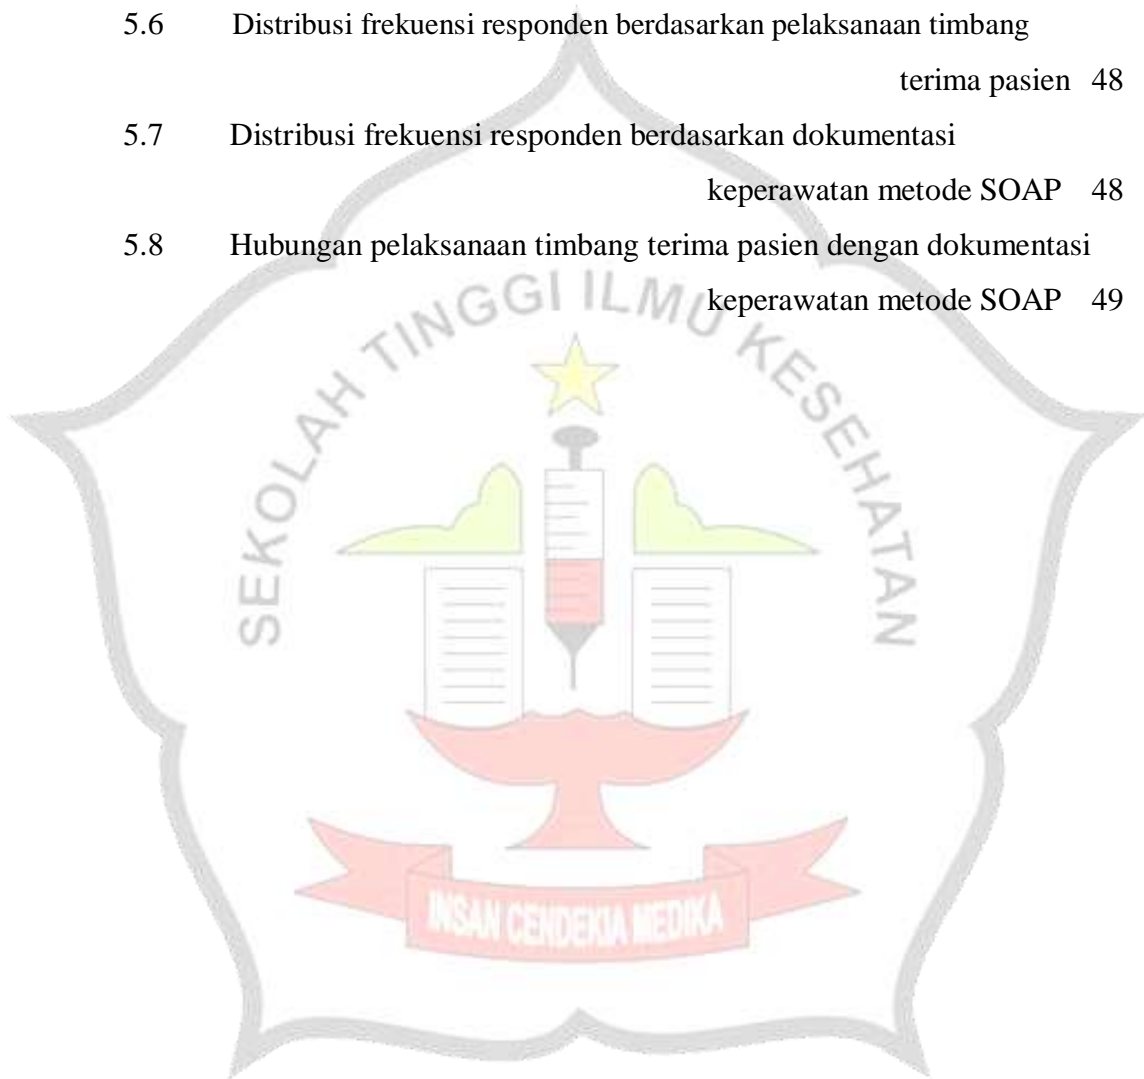 5.6 Distribusi frekuensi responden berdasarkan pelaksanaan timbang
terima pasien 48
5.7 Distribusi frekuensi responden berdasarkan dokumentasi
keperawatan metode SOAP 48
5.8 Hubungan pelaksanaan timbang terima pasien dengan dokumentasi
keperawatan metode SOAP 49
SEKOLAH TINGGI ILMU KESEHATAN
INSAN CENDEKIA MEDIKA